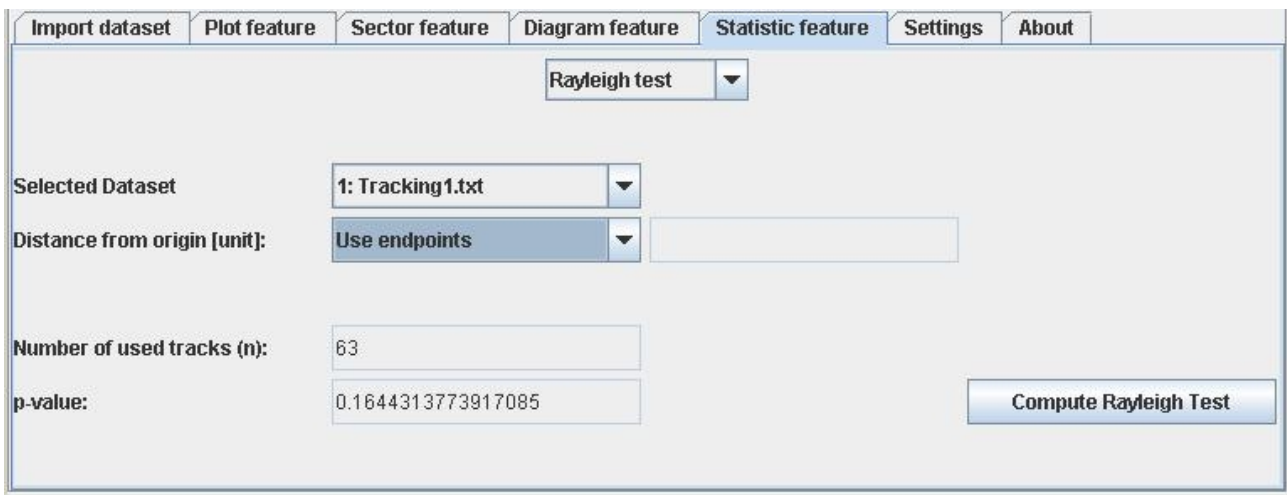 Import dataset Plot feature Sector feature Diagram feature Statistic feature Settings About
Rayleigh test
Selected Dataset 1: Tracking1.txt
Distance from origin [unit]: Use endpoints
Number of used tracks (n): 63
p-value: 0.1644313773917085 Compute Rayleigh Test